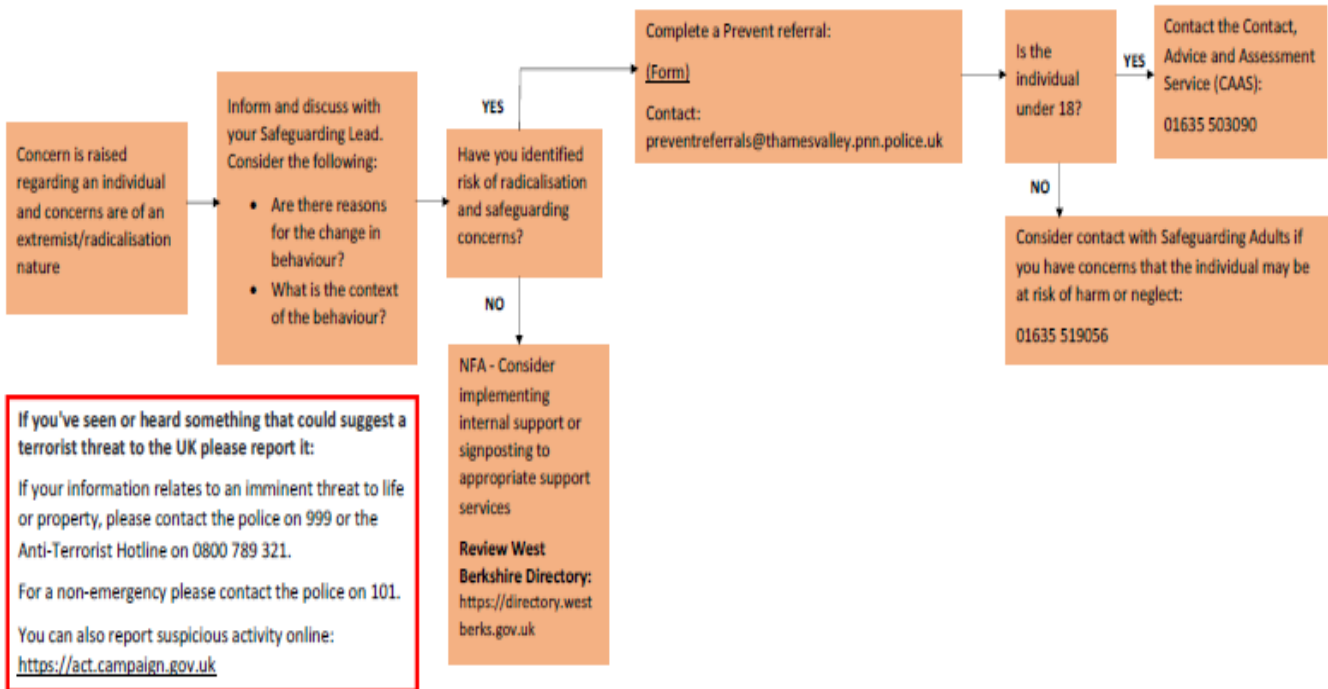 Concern is raised
regarding an individual
and concerns are of an
extremist/radicalisation
nature
Inform and discuss with
your Safeguarding Lead.
Consider the following:
• Are there reasons
for the change in
behaviour?
• What is the context
of the behaviour?
Have you identified
risk of radicalisation
and safeguarding
concerns?
YES
Complete a Prevent referral:
(Form)
Contact:
preventreferrals@thamesvalley.pnn.police.uk
Is the
individual
under 18?
YES
Contact the Contact,
Advice and Assessment
Service (CAAS):
01635 503090
NO
Consider contact with Safeguarding Adults if
you have concerns that the individual may be
at risk of harm or neglect:
01635 519056
NO
NFA - Consider
implementing
internal support or
signposting to
appropriate support
services
Review West
Berkshire Directory:
https://directory.west
berks.gov.uk
If you've seen or heard something that could suggest a
terrorist threat to the UK please report it:
If your information relates to an imminent threat to life
or property, please contact the police on 999 or the
Anti-Terrorist Hotline on 0800 789 321.
For a non-emergency please contact the police on 101.
You can also report suspicious activity online:
https://act.campaign.gov.uk